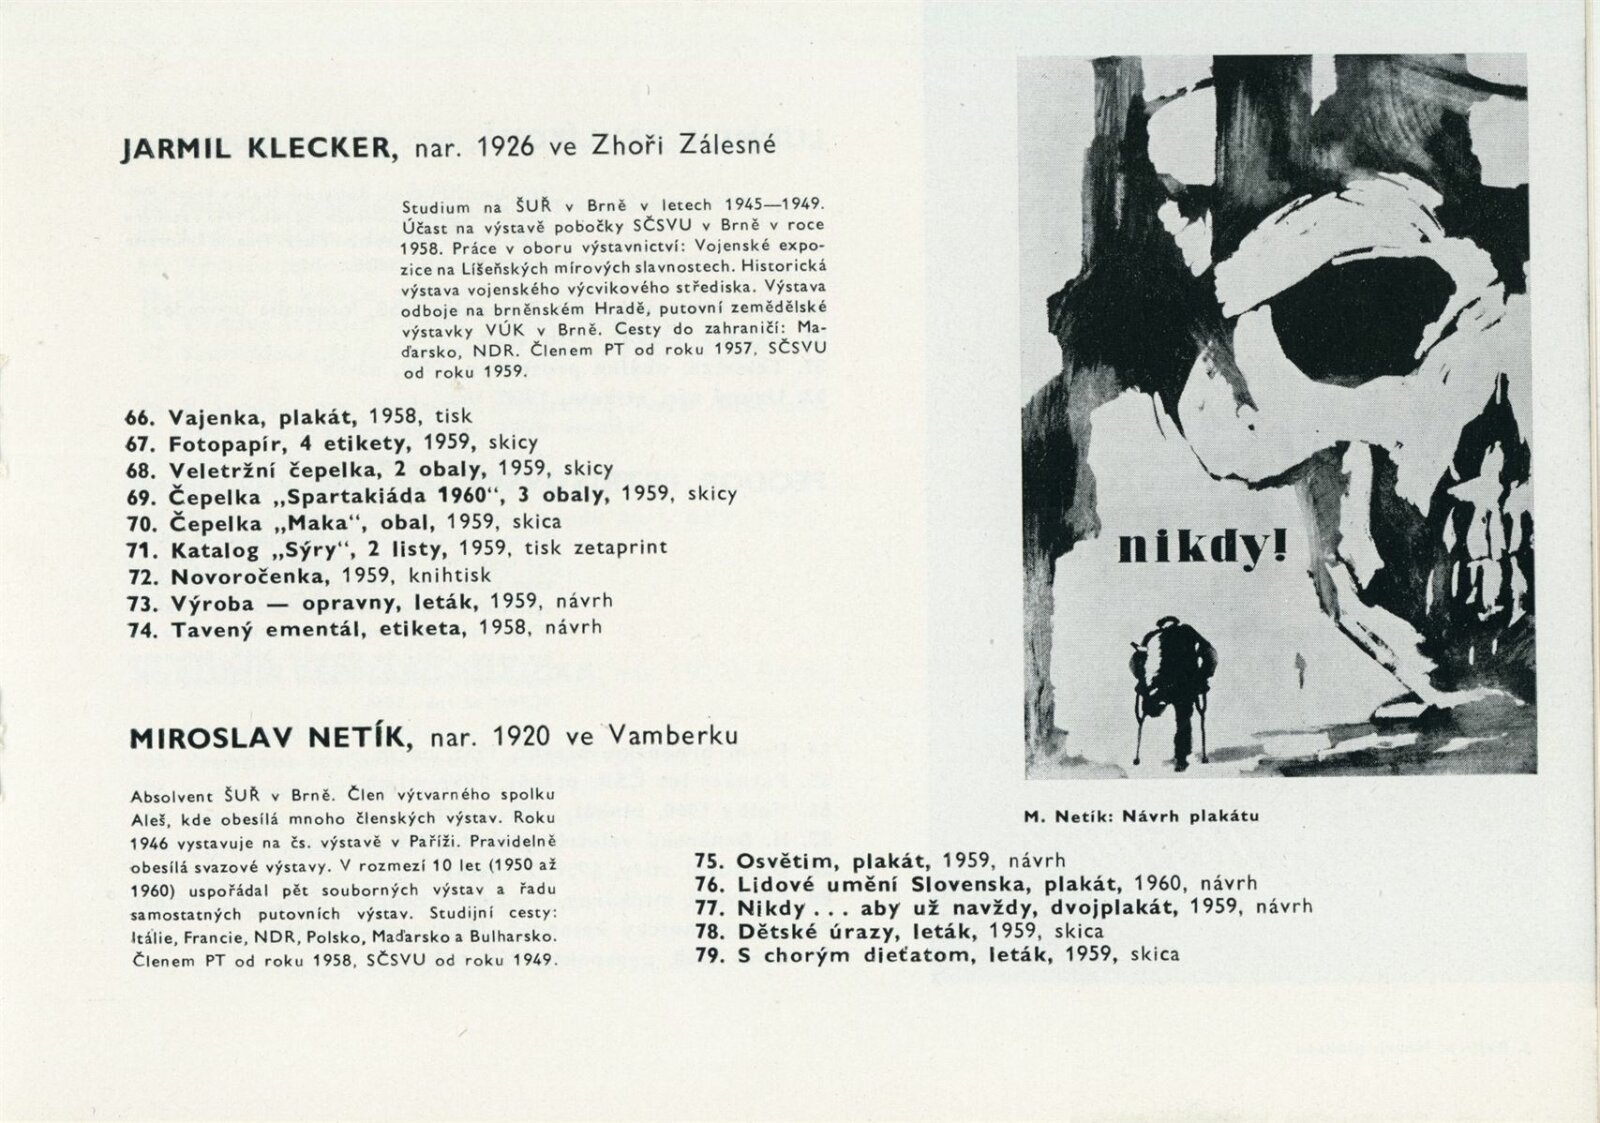 JARMIL KLECKER, nar. 1926 ve Zhoři Zálesné
Studium na ŠUŘ v Brně v letech 1945—1949.
Účast na výstavě pobočky SČSVU v Brně v roce
1958. Práce v oboru výstavnictví: Vojenské expo-
zice na Líšeňských mírových slavnostech. Historická
výstava vojenského výcvikového střediska. Výstava
odboje na brněnském Hradě, putovní zemědělské
výstavky VÚK v Brně. Cesty do zahraničí: Ma-
ďarsko, NDR. Členem PT od roku 1957, SČSVU
od roku 1959.
66. Vajenka, plakát, 1958, tisk
67. Fotopapír, 4 etikety, 1959, skicy
68. Veletržní čepelka, 2 obaly, 1959, skicy
69. Čepelka „Spartakiáda 1960“, 3 obaly, 1959, skicy
70. Čepelka „Maka“, obal, 1959, skica
71. Katalog „Sýry“, 2 listy, 1959, tisk zetaprint
72. Novoročenka, 1959, knihtisk
73. Výroba — opravny, leták, 1959, návrh
74. Tavený ementál, etiketa, 1958, návrh
MIROSLAV NETÍK, nar. 1920 ve Vamberku
Absolvent ŠUŘ v Brně. Člen výtvarného spolku
Aleš, kde obesílá mnoho členských výstav. Roku
1946 vystavuje na čs. výstavě v Paříži. Pravidelně
obesílá svazové výstavy. V rozmezí 10 let (1950 až
1960) uspořádal pět souborných výstav a řadu
samostatných putovních výstav. Studijní cesty:
Itálie, Francie, NDR, Polsko, Maďarsko a Bulharsko.
Členem PT od roku 1958, SČSVU od roku 1949.
nikdy!
M. Netík: Návrh plakátu
75. Osvětim, plakát, 1959, návrh
76. Lidové umění Slovenska, plakát, 1960, návrh
77. Nikdy... aby už navždy, dvojplakát, 1959, návrh
78. Dětské úrazy, leták, 1959, skica
79. S chorým dieťatom, leták, 1959, skica